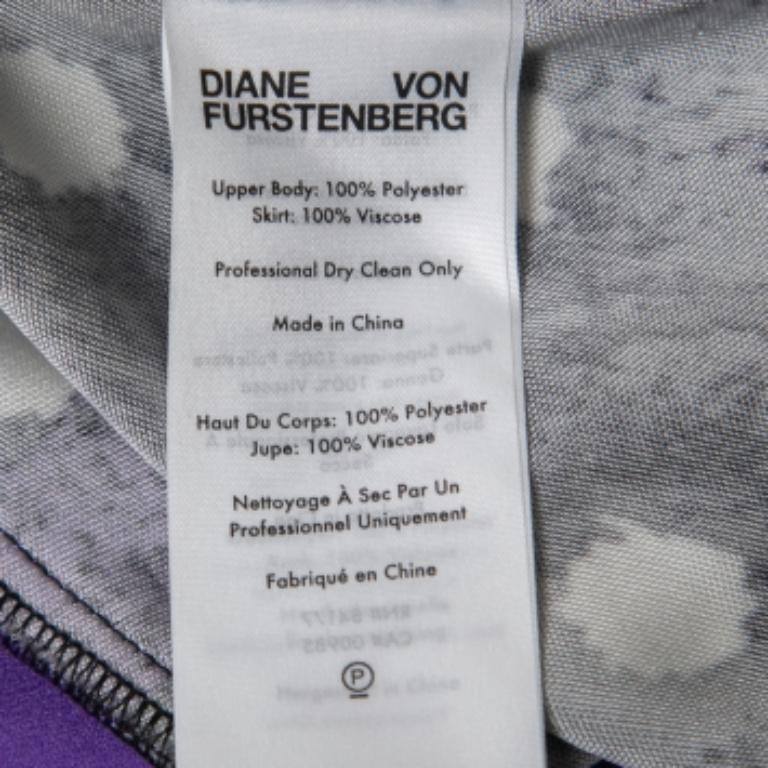 DIANE VON
FURSTENBERG
Upper Body: 100% Polyester
Skirt: 100% Viscose
Professional Dry Clean Only
Made in China
Haut Du Corps: 100% Polyester
Jupe: 100% Viscose
Nettoyage À Sec Par Un
Professionnel Uniquement
Fabriqué en Chine
P